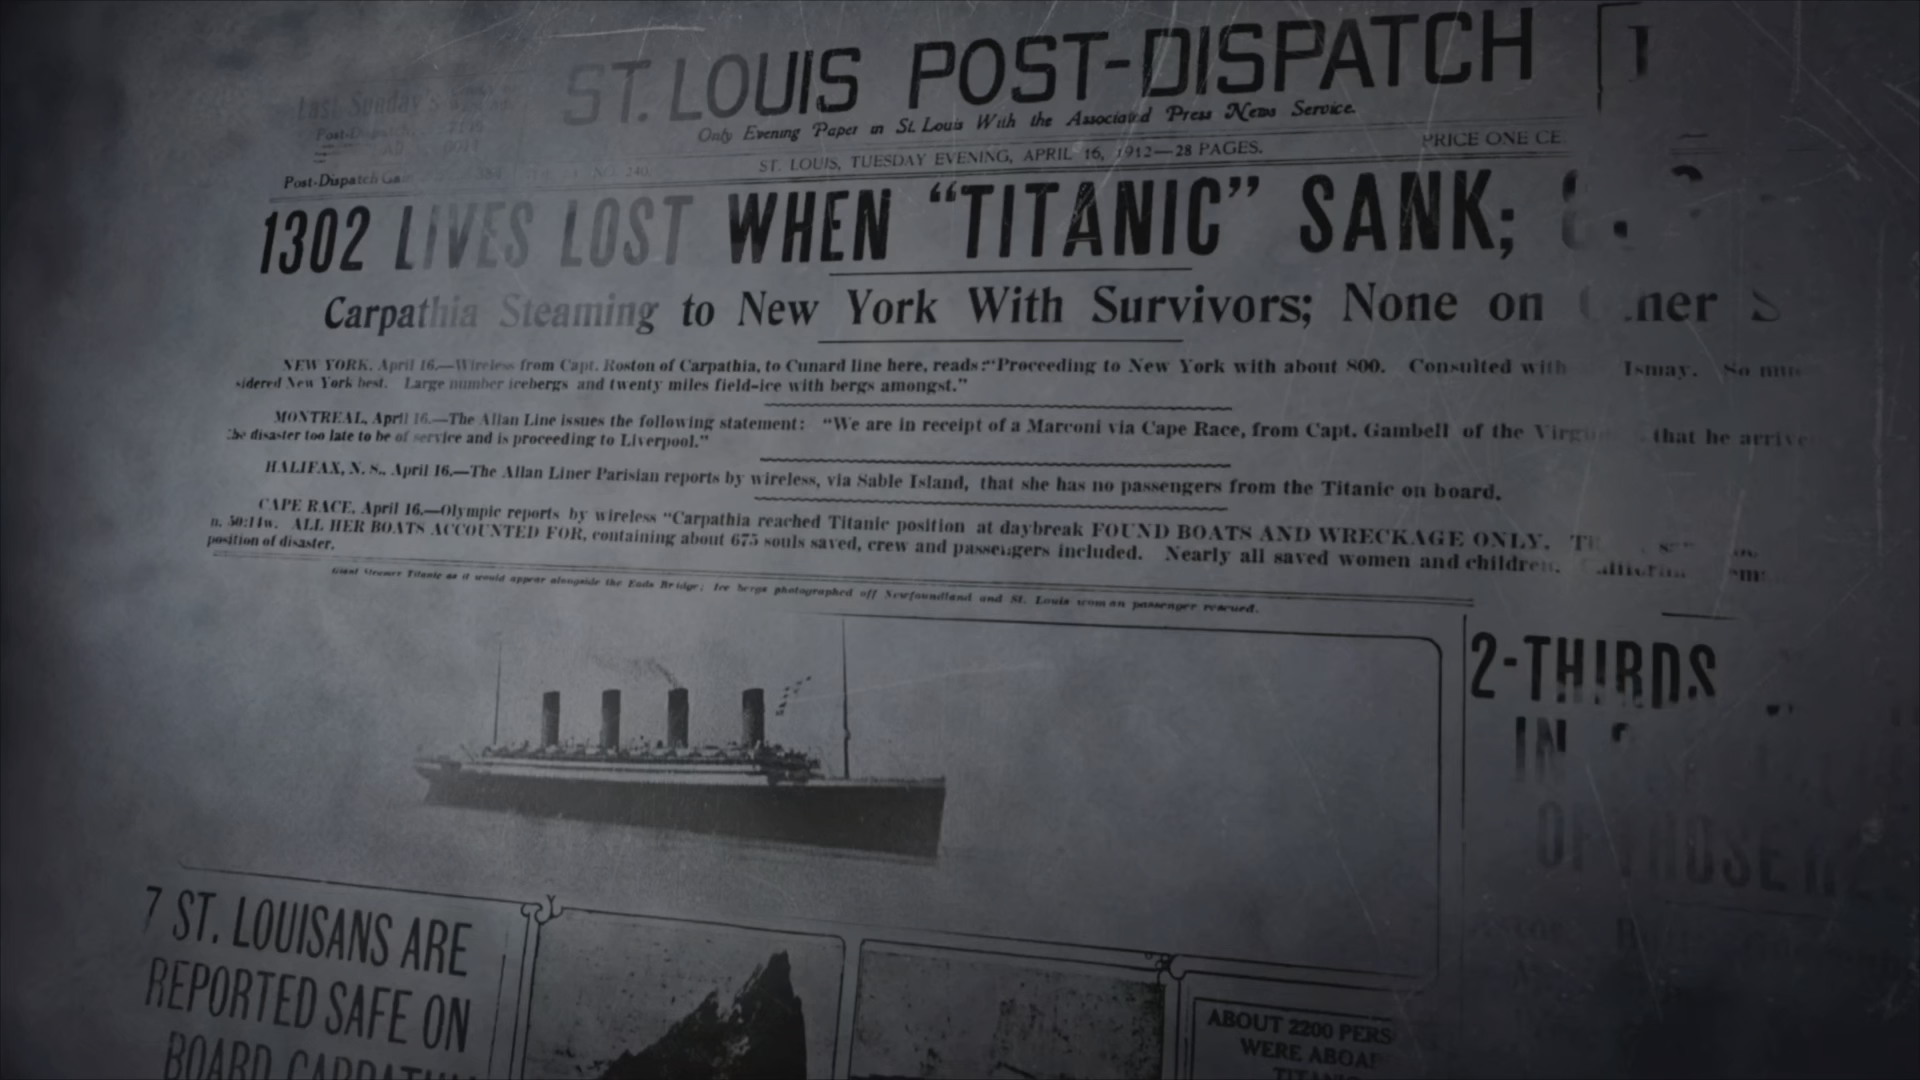 ST. LOUIS POST-DISPATCH
Last Sunday's
Only Evening Paper in St. Louis With the Associated Press News Service.
Post-Dispatch
ST. LOUIS, TUESDAY EVENING, APRIL 16, 1912—28 PAGES.
PRICE ONE CE
1302 LIVES LOST WHEN "TITANIC" SANK;
Carpathia Steaming to New York With Survivors; None on
NEW YORK. April 16.—Wireless from Capt. Roston of Carpathia, to Cunard line here, reads: "Proceeding to New York with about 800. Consulted with Ismay. So
sidered New York best. Large number icebergs and twenty miles field-ice with bergs amongst."
MONTREAL, April 16.—The Allan Line issues the following statement: "We are in receipt of a Marconi via Cape Race, from Capt. Gambell of the that he arrive
the disaster too late to be of service and is proceeding to Liverpool."
HALIFAX, N. S., April 16.—The Allan Liner Parisian reports by wireless, via Sable Island, that she has no passengers from the Titanic on board.
CAPE RACE, April 16.—Olympic reports by wireless "Carpathia reached Titanic position at daybreak FOUND BOATS AND WRECKAGE ONLY.
n. 50:14w. ALL HER BOATS ACCOUNTED FOR, containing about 675 souls saved, crew and passengers included. Nearly all saved women and children.
position of disaster.
Giant Steamer Titanic as it would appear alongside the Eads Bridge; Ice bergs photographed off Newfoundland and St. Louis woman passenger rescued.
2-THIRDS
IN
OF THOSE
7 ST. LOUISANS ARE
REPORTED SAFE ON
BOARD CARPATHI
ABOUT 2200 PERS
WERE ABOA
TITANIC